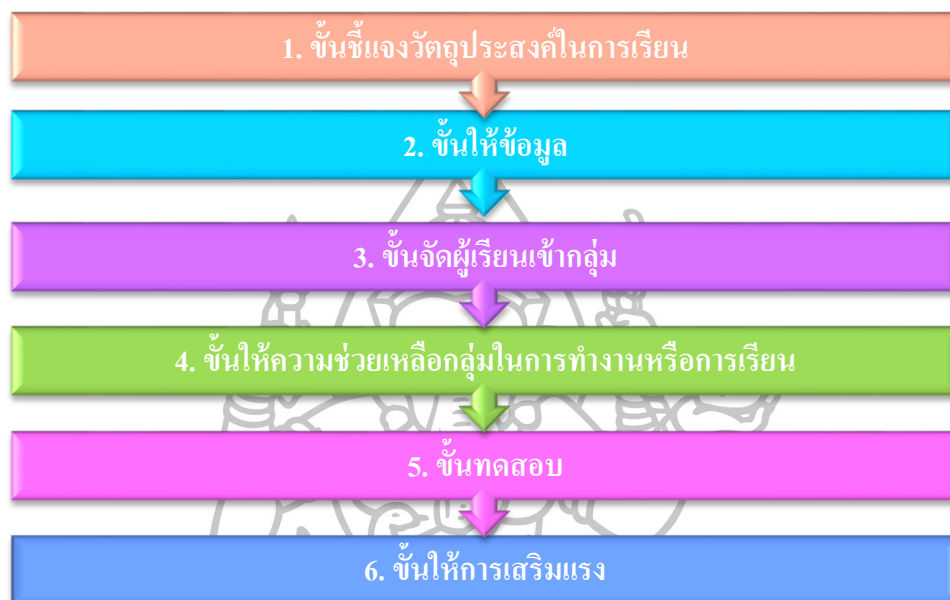 1. ขั้นชี้แจงวัตถุประสงค์ในการเรียน
2. ขั้นให้ข้อมูล
3. ขั้นจัดผู้เรียนเข้ากลุ่ม
4. ขั้นให้ความช่วยเหลือกลุ่มในการทำงานหรือการเรียน
5. ขั้นทดสอบ
6. ขั้นให้การเสริมแรง